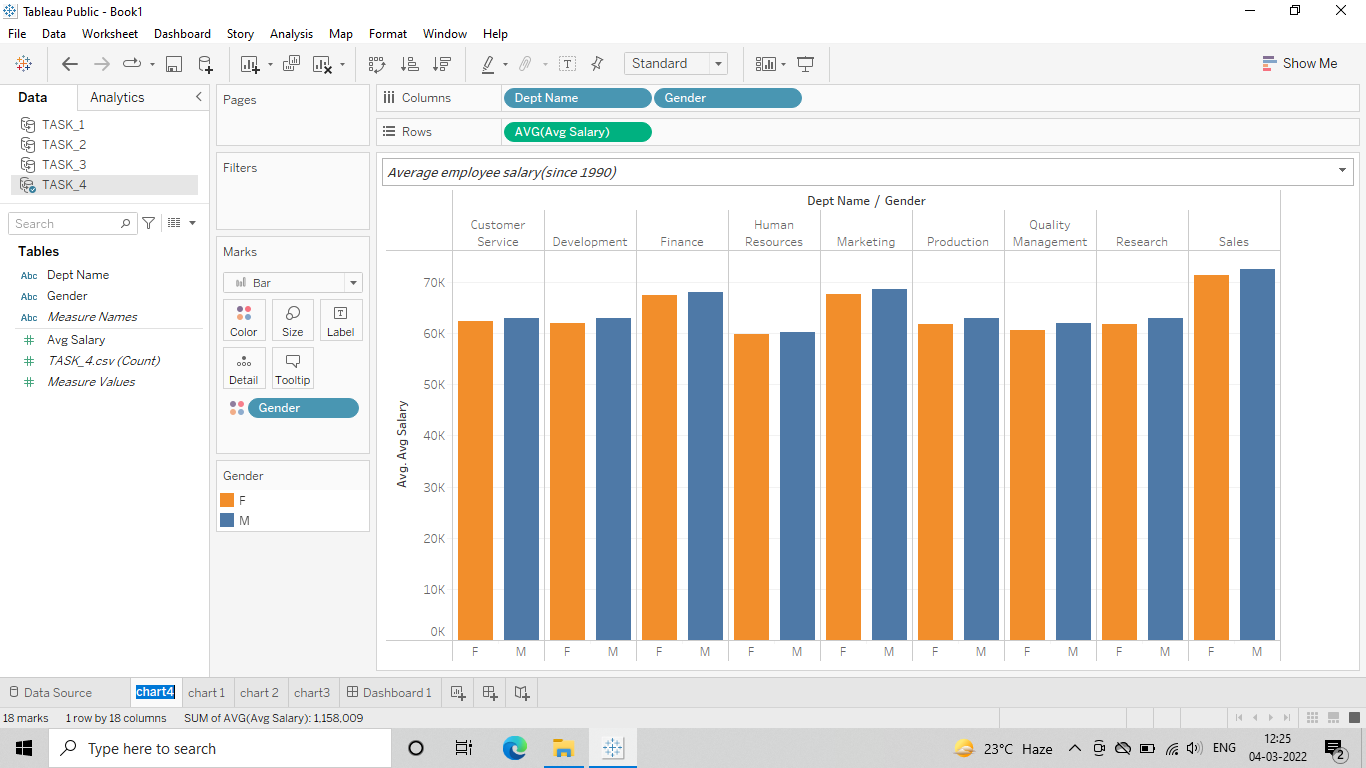 Tableau Public - Book1
File Data Worksheet Dashboard Story Analysis Map Format Window Help
Standard
Show Me
Data Analytics
TASK_1
TASK_2
TASK_3
TASK_4
Search
Tables
Abc Dept Name
Abc Gender
Abc Measure Names
Avg Salary
TASK_4.csv (Count)
Measure Values
Pages
Filters
Marks
Bar
Color Size Label
Detail Tooltip
Gender
Gender
F
M
Columns Dept Name Gender
Rows AVG(Avg Salary)
Average employee salary(since 1990)
Dept Name / Gender
Customer Service
Development
Finance
Human Resources
Marketing
Production
Quality Management
Research
Sales
Avg. Avg Salary
70K
60K
50K
40K
30K
20K
10K
0K
F M F M F M F M F M F M F M F M F M
Data Source chart4 chart 1 chart 2 chart3 Dashboard 1
18 marks 1 row by 18 columns SUM of AVG(Avg Salary): 1,158,009
Type here to search
23°C Haze
ENG
12:25
04-03-2022
2